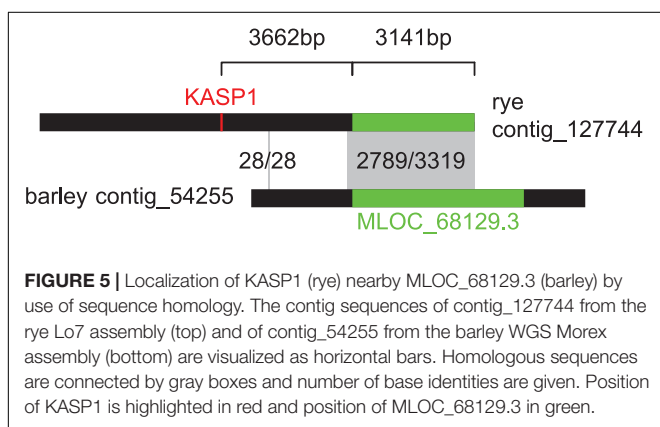 3662bp 3141bp
KASP1
rye
contig_127744
28/28 2789/3319
barley contig_54255
MLOC_68129.3
FIGURE 5 | Localization of KASP1 (rye) nearby MLOC_68129.3 (barley) by
use of sequence homology. The contig sequences of contig_127744 from the
rye Lo7 assembly (top) and of contig_54255 from the barley WGS Morex
assembly (bottom) are visualized as horizontal bars. Homologous sequences
are connected by gray boxes and number of base identities are given. Position
of KASP1 is highlighted in red and position of MLOC_68129.3 in green.